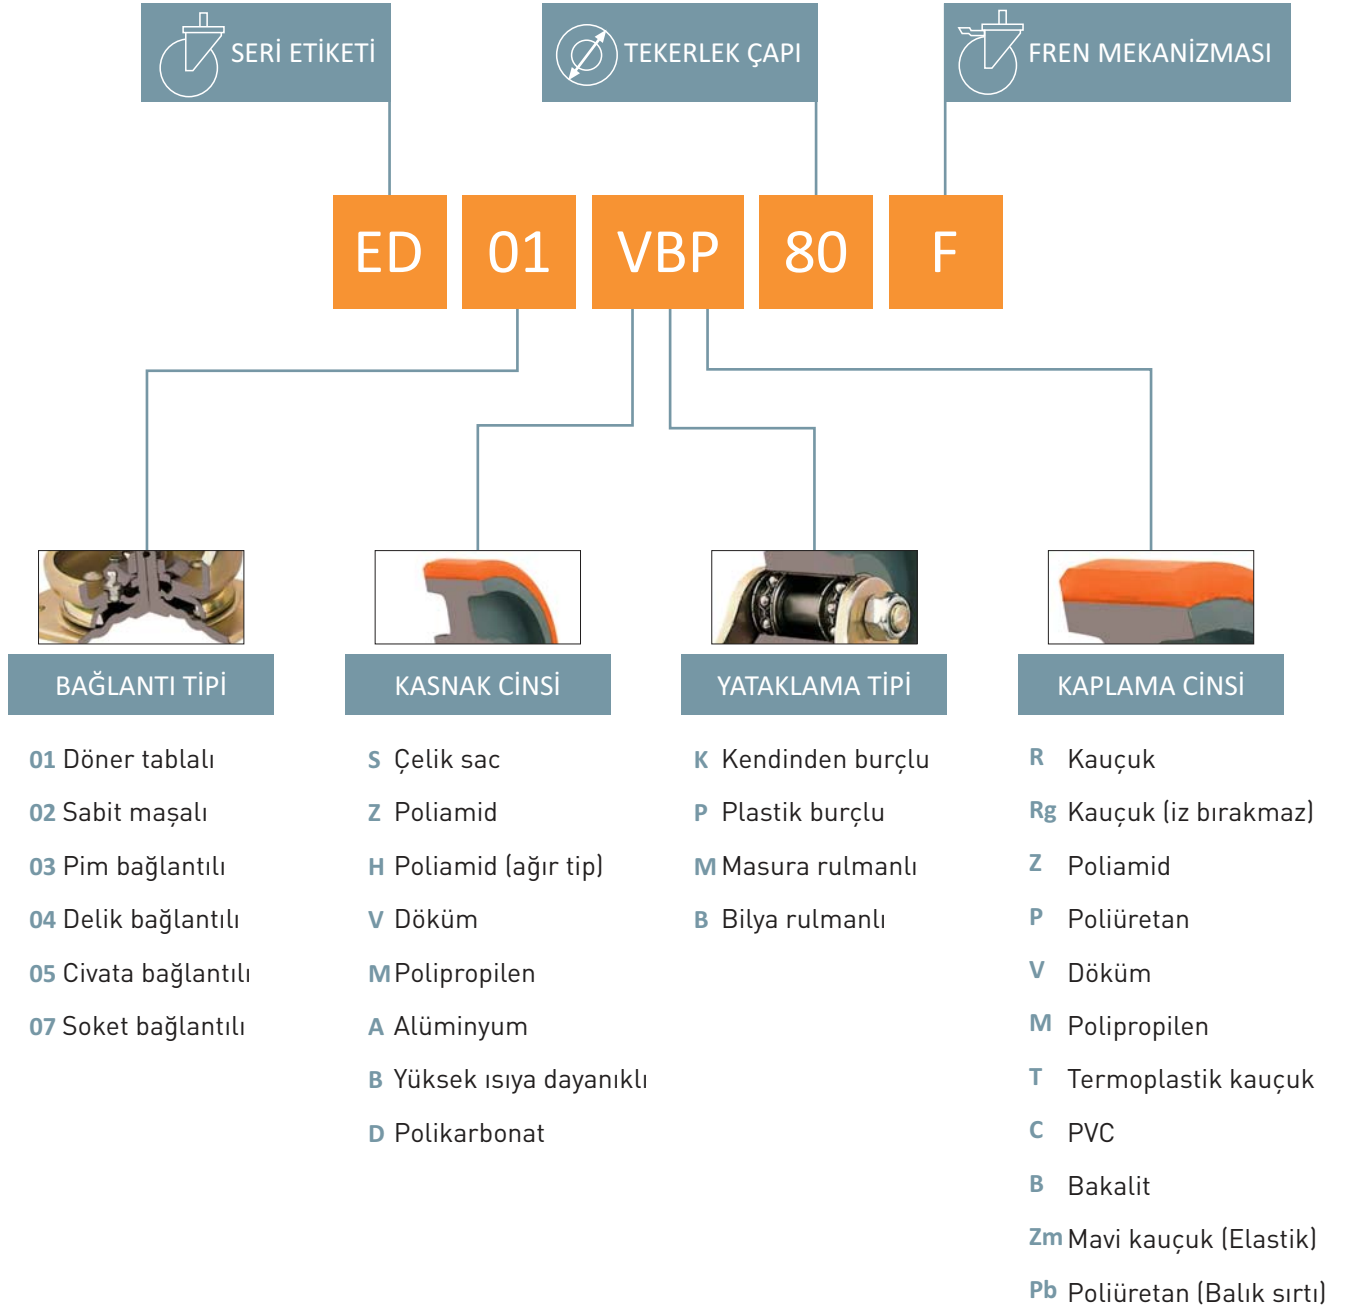 SERİ ETİKETİ
TEKERLEK ÇAPI
FREN MEKANİZMASI
ED 01 VBP 80 F
BAĞLANTI TİPİ
01 Döner tablalı
02 Sabit maşalı
03 Pim bağlantılı
04 Delik bağlantılı
05 Civata bağlantılı
07 Soket bağlantılı
KASNAK CİNSİ
S Çelik sac
Z Poliamid
H Poliamid (ağır tip)
V Döküm
M Polipropilen
A Alüminyum
B Yüksek ısıya dayanıklı
D Polikarbonat
YATAKLAMA TİPİ
K Kendinden burçlu
P Plastik burçlu
M Masura rulmanlı
B Bilya rulmanlı
KAPLAMA CİNSİ
R Kauçuk
Rg Kauçuk (iz bırakmaz)
Z Poliamid
P Poliüretan
V Döküm
M Polipropilen
T Termoplastik kauçuk
C PVC
B Bakalit
Zm Mavi kauçuk (Elastik)
Pb Poliüretan (Balık sırtı)